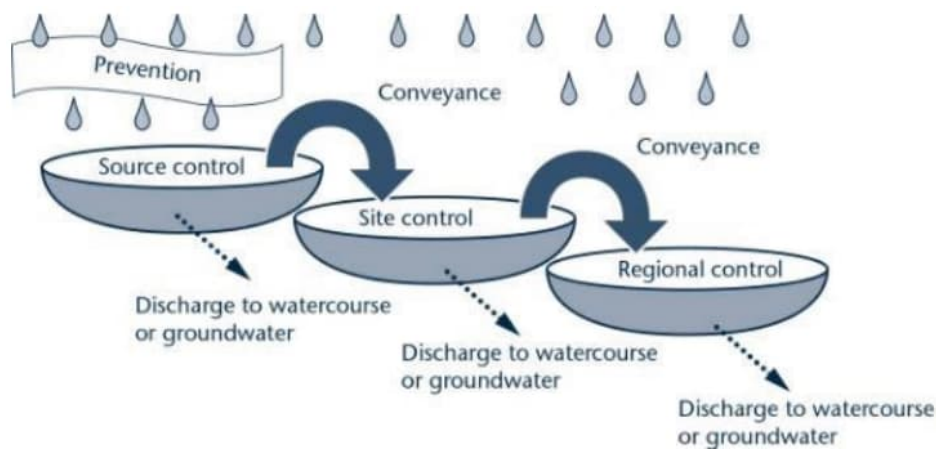 Prevention
Conveyance
Conveyance
Source control
Site control
Regional control
Discharge to watercourse
or groundwater
Discharge to watercourse
or groundwater
Discharge to watercourse
or groundwater